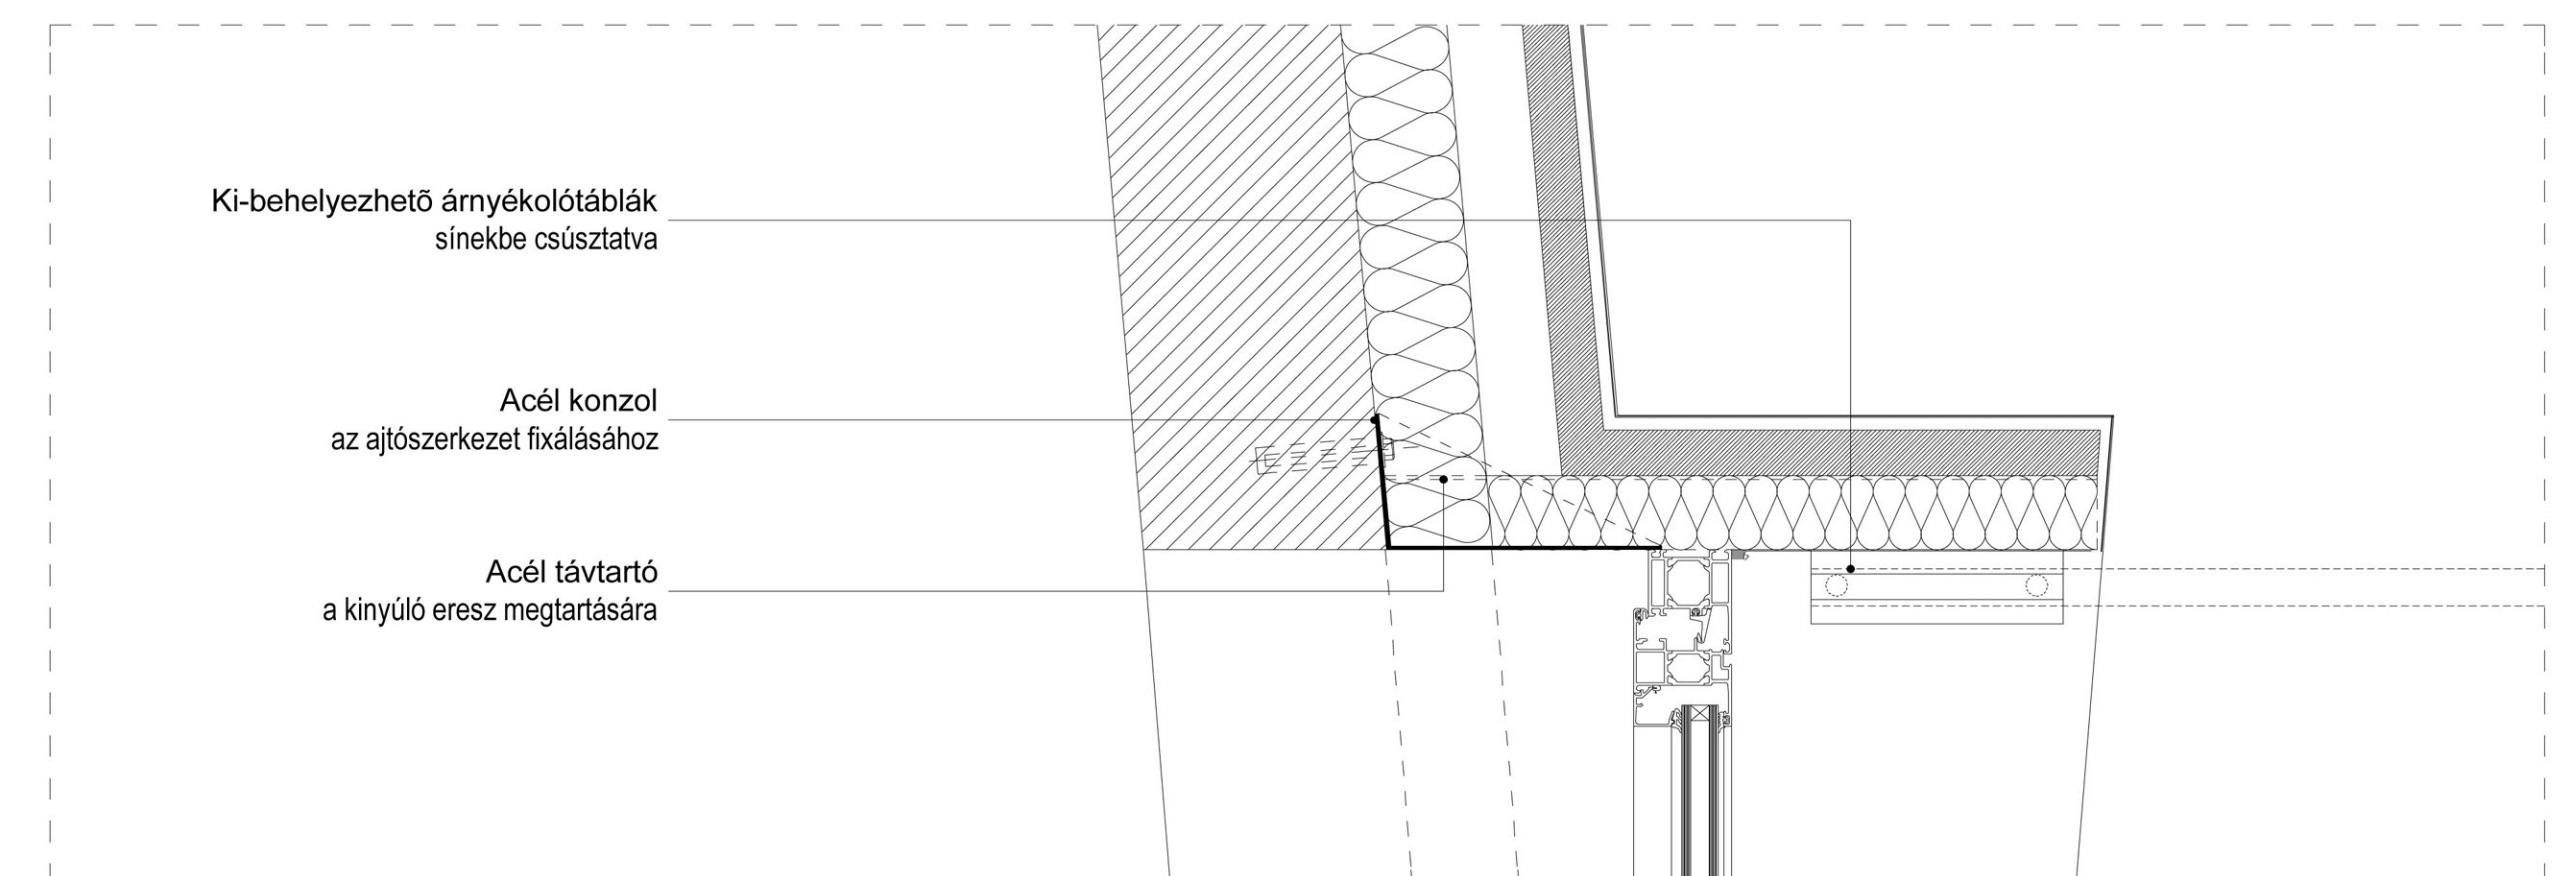 Ki-behelyezhetõ árnyékolótáblák
sínekbe csúsztatva
Acél konzol
az ajtószerkezet fixálásához
Acél távtartó
a kinyúló eresz megtartására